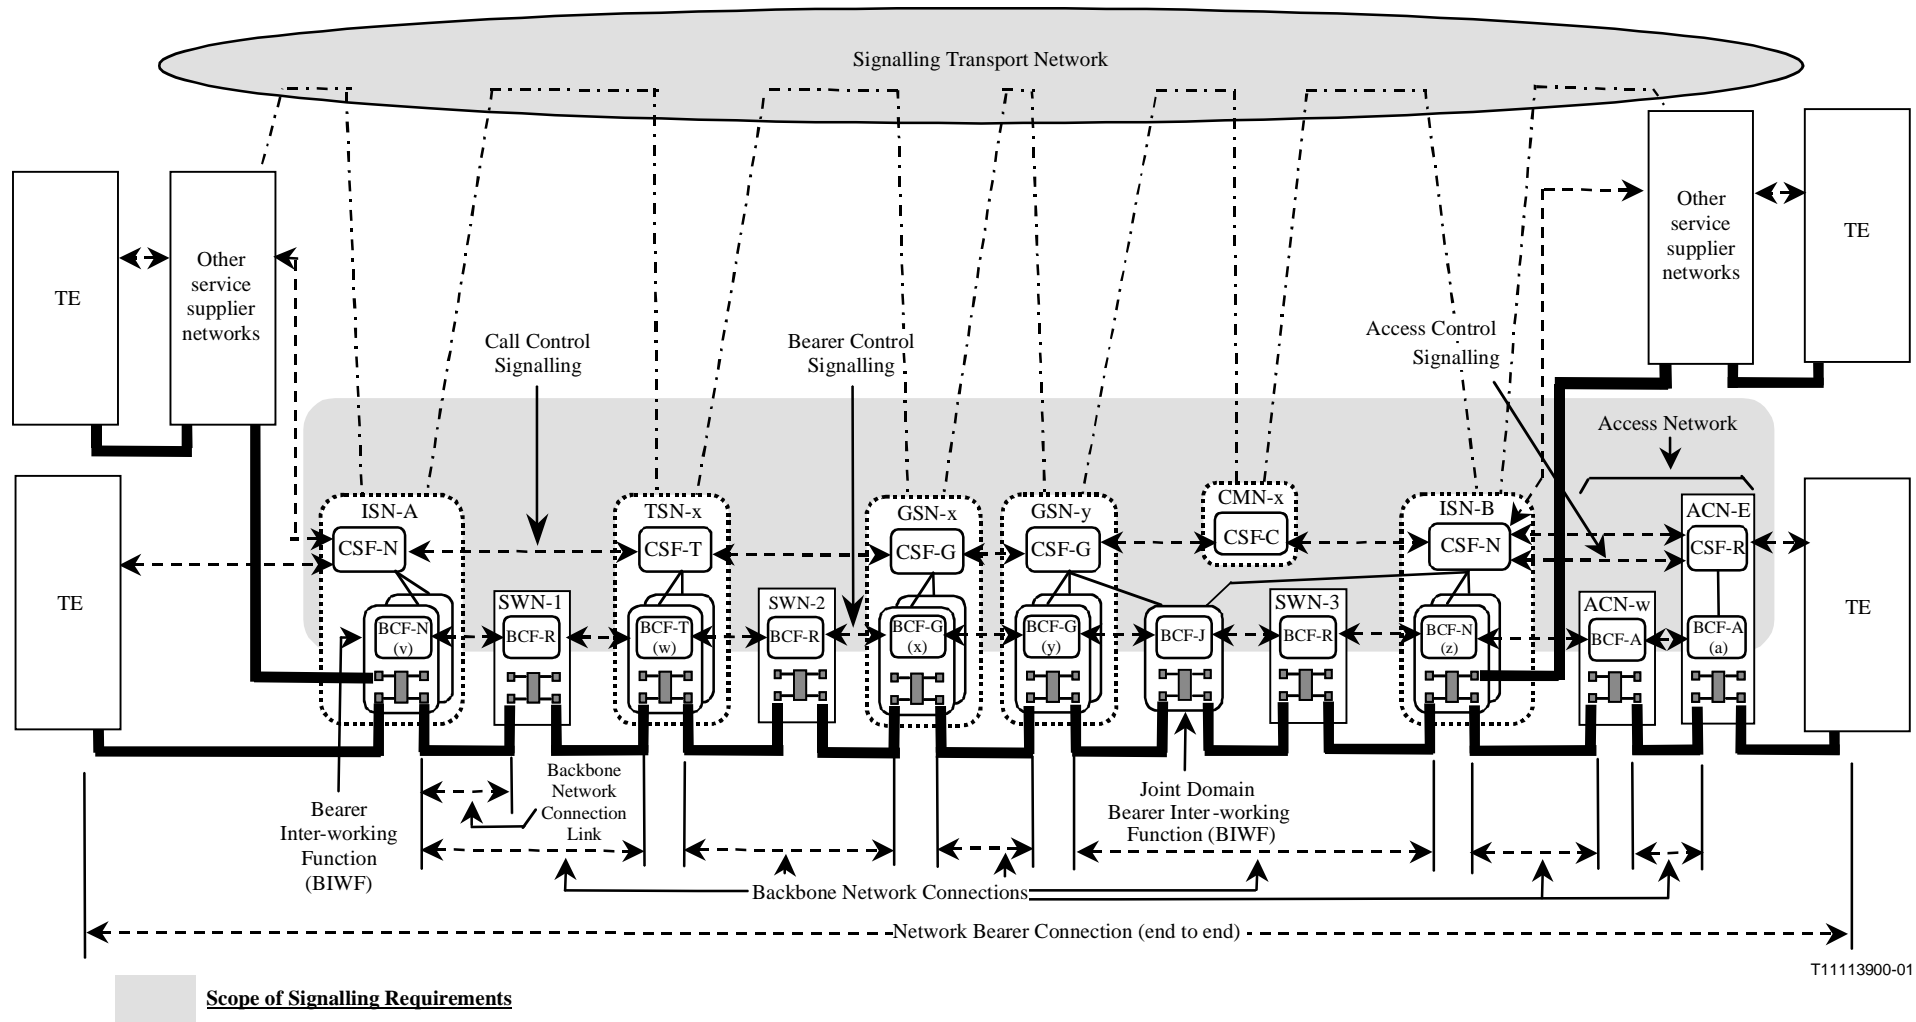 Signalling Transport Network
TE
Other
service
supplier
networks
Call Control
Signalling
Bearer Control
Signalling
Access Control
Signalling
Other
service
supplier
networks
TE
Access Network
TE
ISN-A
CSF-N
BCF-N
(v)
SWN-1
BCF-R
TSN-x
CSF-T
BCF-T
(w)
SWN-2
BCF-R
GSN-x
CSF-G
BCF-G
(x)
GSN-y
CSF-G
BCF-G
(y)
BCF-J
CMN-x
CSF-C
SWN-3
BCF-R
ISN-B
CSF-N
BCF-N
(z)
ACN-w
BCF-A
ACN-E
CSF-R
BCF-A
(a)
TE
Bearer
Inter-working
Function
(BIWF)
Backbone
Network
Connection
Link
Joint Domain
Bearer Inter-working
Function (BIWF)
Backbone Network Connections
Network Bearer Connection (end to end)
T11113900-01
Scope of Signalling Requirements